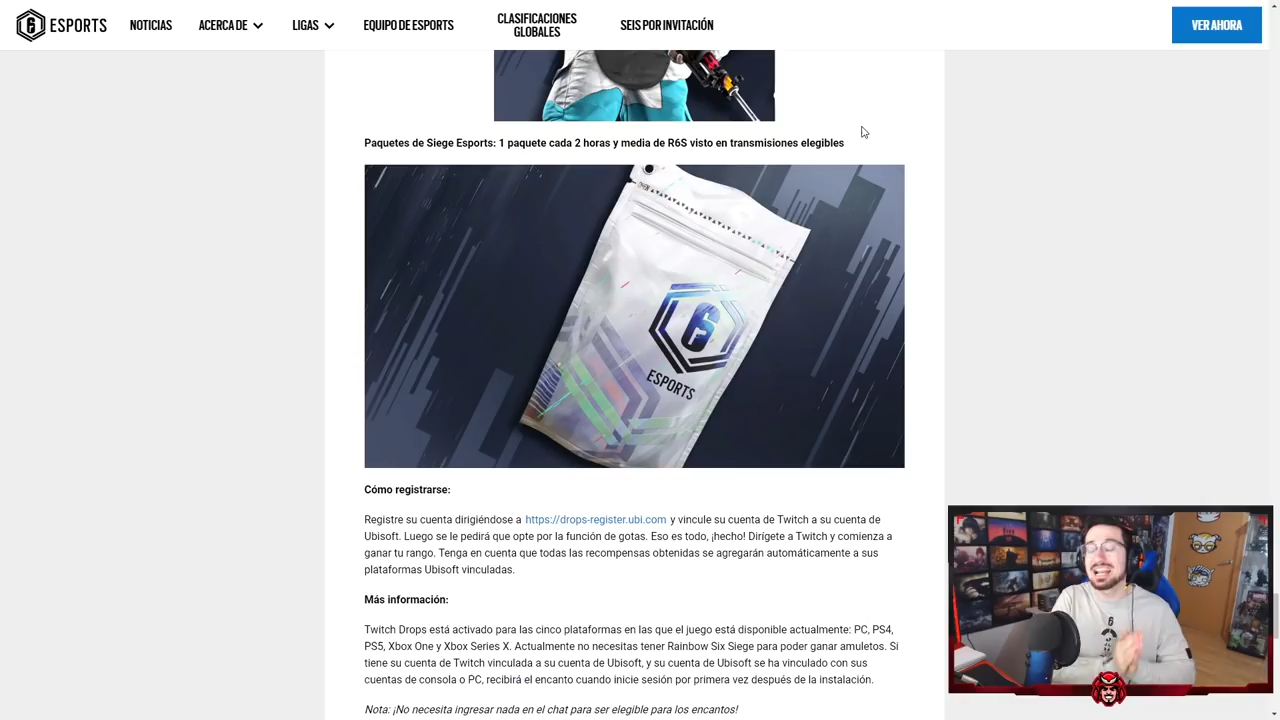 ESPORTS
NOTICIAS
ACERCA DE
LIGAS
EQUIPO DE ESPORTS
CLASIFICACIONES
GLOBALES
SEIS POR INVITACIÓN
VER AHORA
Paquetes de Siege Esports: 1 paquete cada 2 horas y media de R6S visto en transmisiones elegibles
6
ESPORTS
Cómo registrarse:
Registre su cuenta dirigiéndose a https://drops-register.ubi.com y vincule su cuenta de Twitch a su cuenta de
Ubisoft. Luego se le pedirá que opte por la función de gotas. Eso es todo, ¡hecho! Dirígete a Twitch y comienza a
ganar tu rango. Tenga en cuenta que todas las recompensas obtenidas se agregarán automáticamente a sus
plataformas Ubisoft vinculadas.
Más información:
Twitch Drops está activado para las cinco plataformas en las que el juego está disponible actualmente: PC, PS4,
PS5, Xbox One y Xbox Series X. Actualmente no necesitas tener Rainbow Six Siege para poder ganar amuletos. Si
tiene su cuenta de Twitch vinculada a su cuenta de Ubisoft, y su cuenta de Ubisoft se ha vinculado con sus
cuentas de consola o PC, recibirá el encanto cuando inicie sesión por primera vez después de la instalación.
Nota: ¡No necesita ingresar nada en el chat para ser elegible para los encantos!